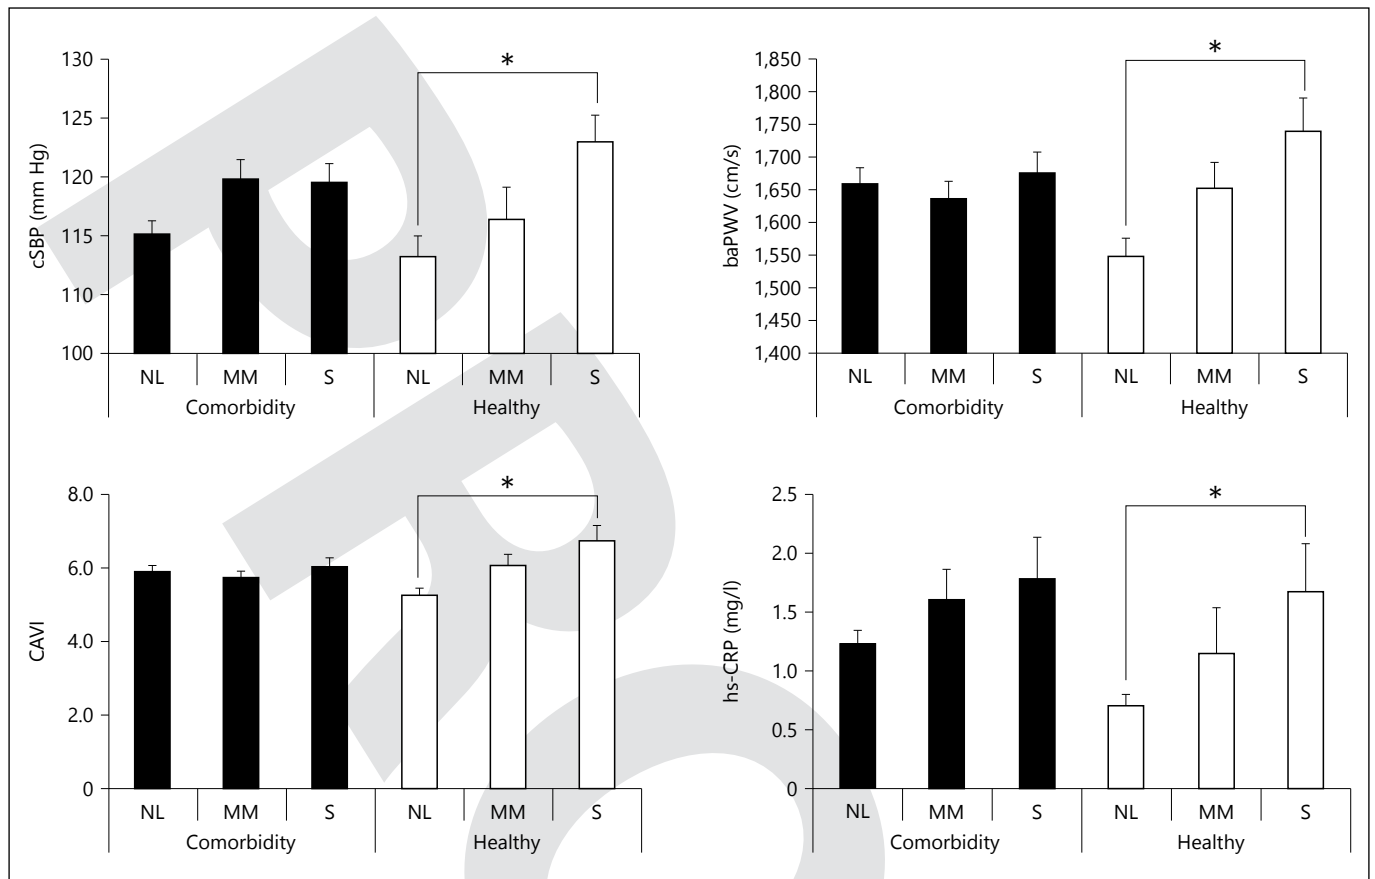 130
125
120
115
110
100
cSBP (mm Hg)
*
NL MM S NL MM S
Comorbidity Healthy
1,850
1,800
1,750
1,700
1,650
1,600
1,550
1,500
1,450
1,400
baPWV (cm/s)
*
NL MM S NL MM S
Comorbidity Healthy
8.0
6.0
4.0
2.0
0
CAVI
*
NL MM S NL MM S
Comorbidity Healthy
2.5
2.0
1.5
1.0
0.5
0
hs-CRP (mg/l)
*
NL MM S NL MM S
Comorbidity Healthy